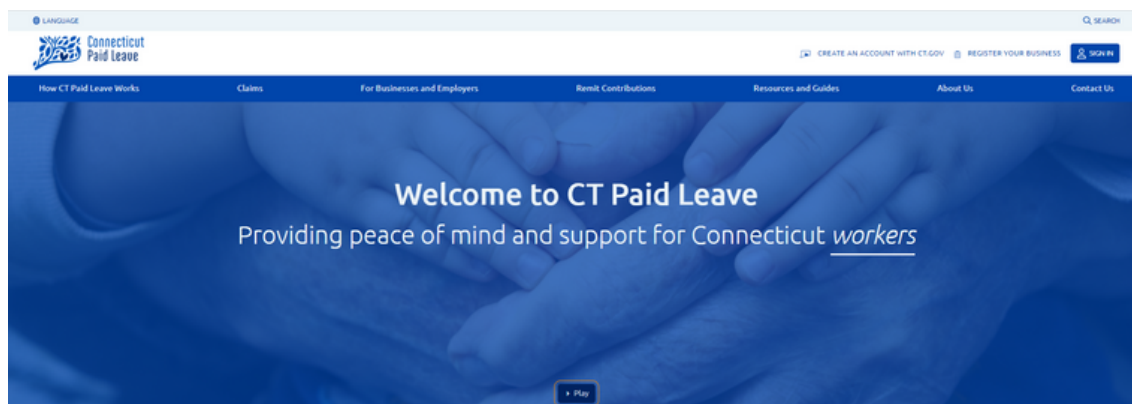 LANGUAGE
SEARCH
Connecticut
Paid Leave
CREATE AN ACCOUNT WITH CT.GOV
REGISTER YOUR BUSINESS
SIGN IN
How CT Paid Leave Works
Claims
For Businesses and Employers
Remit Contributions
Resources and Guides
About Us
Contact Us
Welcome to CT Paid Leave
Providing peace of mind and support for Connecticut workers
Play